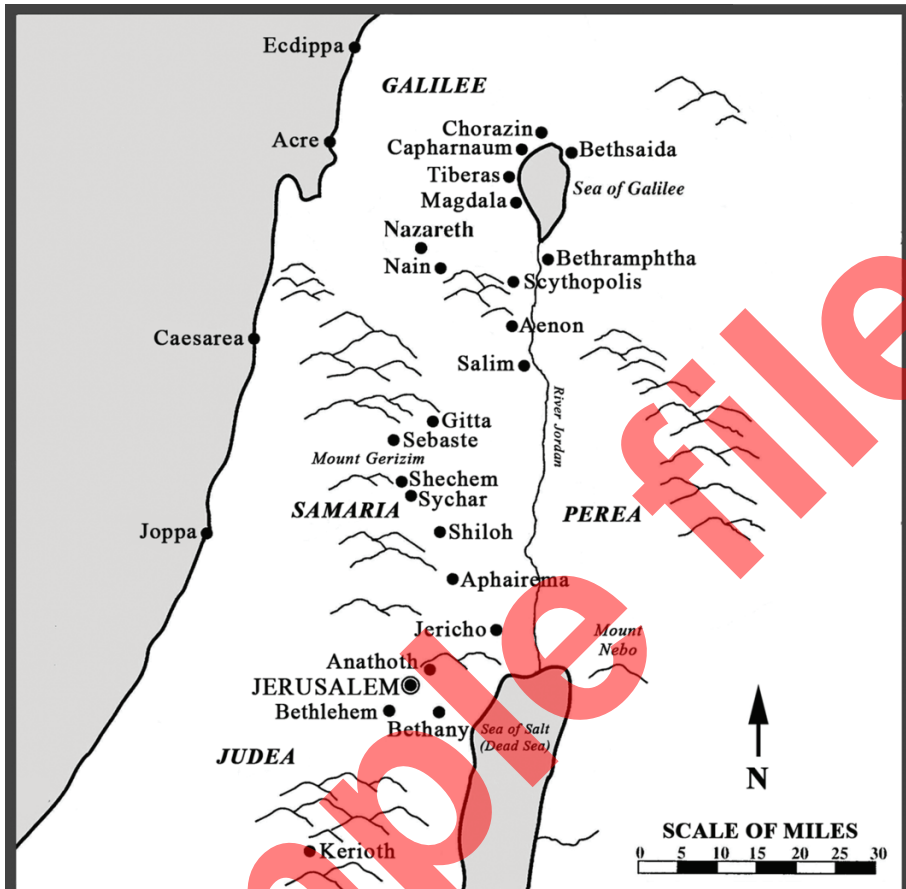 Ecdippa
GALILEE
Acre
Chorazin
Capharnaum
Bethsaida
Tiberas
Sea of Galilee
Magdala
Nazareth
Nain
Bethramphtha
Scythopolis
Aenon
Caesarea
Salim
River Jordan
Gitta
Sebaste
Mount Gerizim
Shechem
Sychar
SAMARIA
PEREA
Joppa
Shiloh
Aphairema
Jericho
Mount
Nebo
Anathoth
JERUSALEM
Bethlehem
Bethany
Sea of Salt
(Dead Sea)
JUDEA
N
SCALE OF MILES
0 5 10 15 20 25 30
Kerioth
mple file